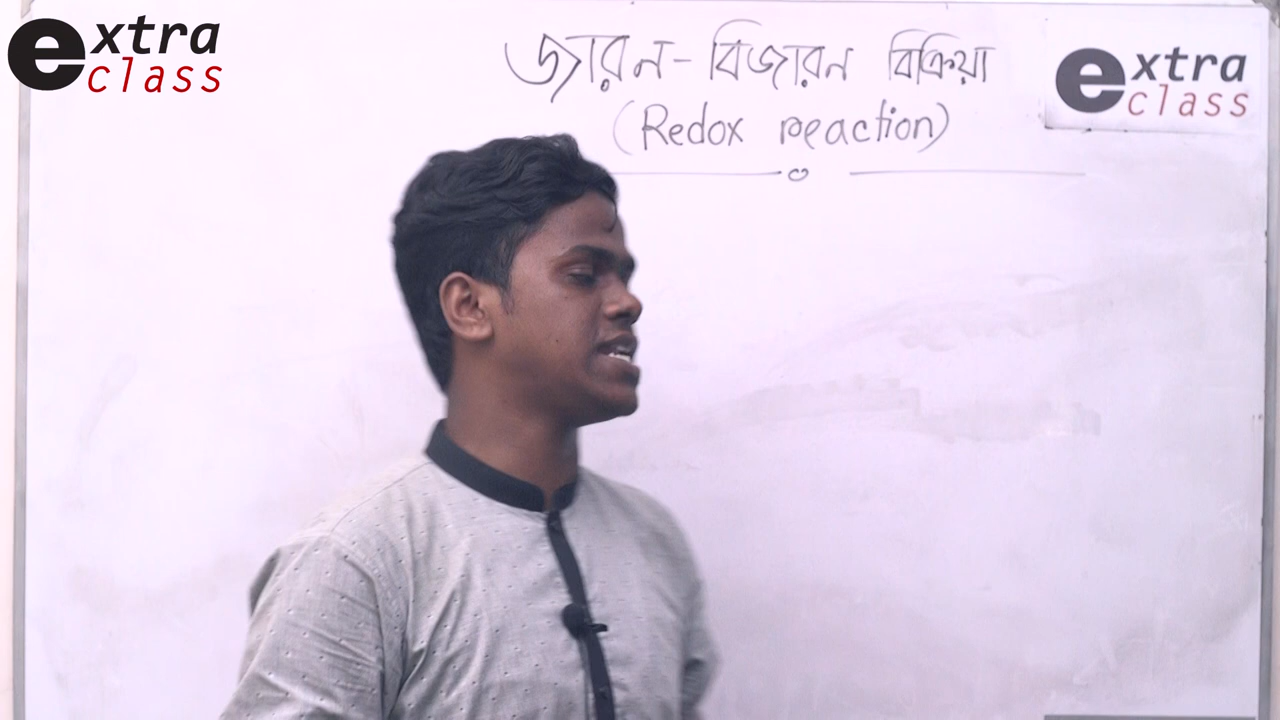 extra
class
জারন-বিজারন বিক্রিয়া
(Redox reaction)
extra
class